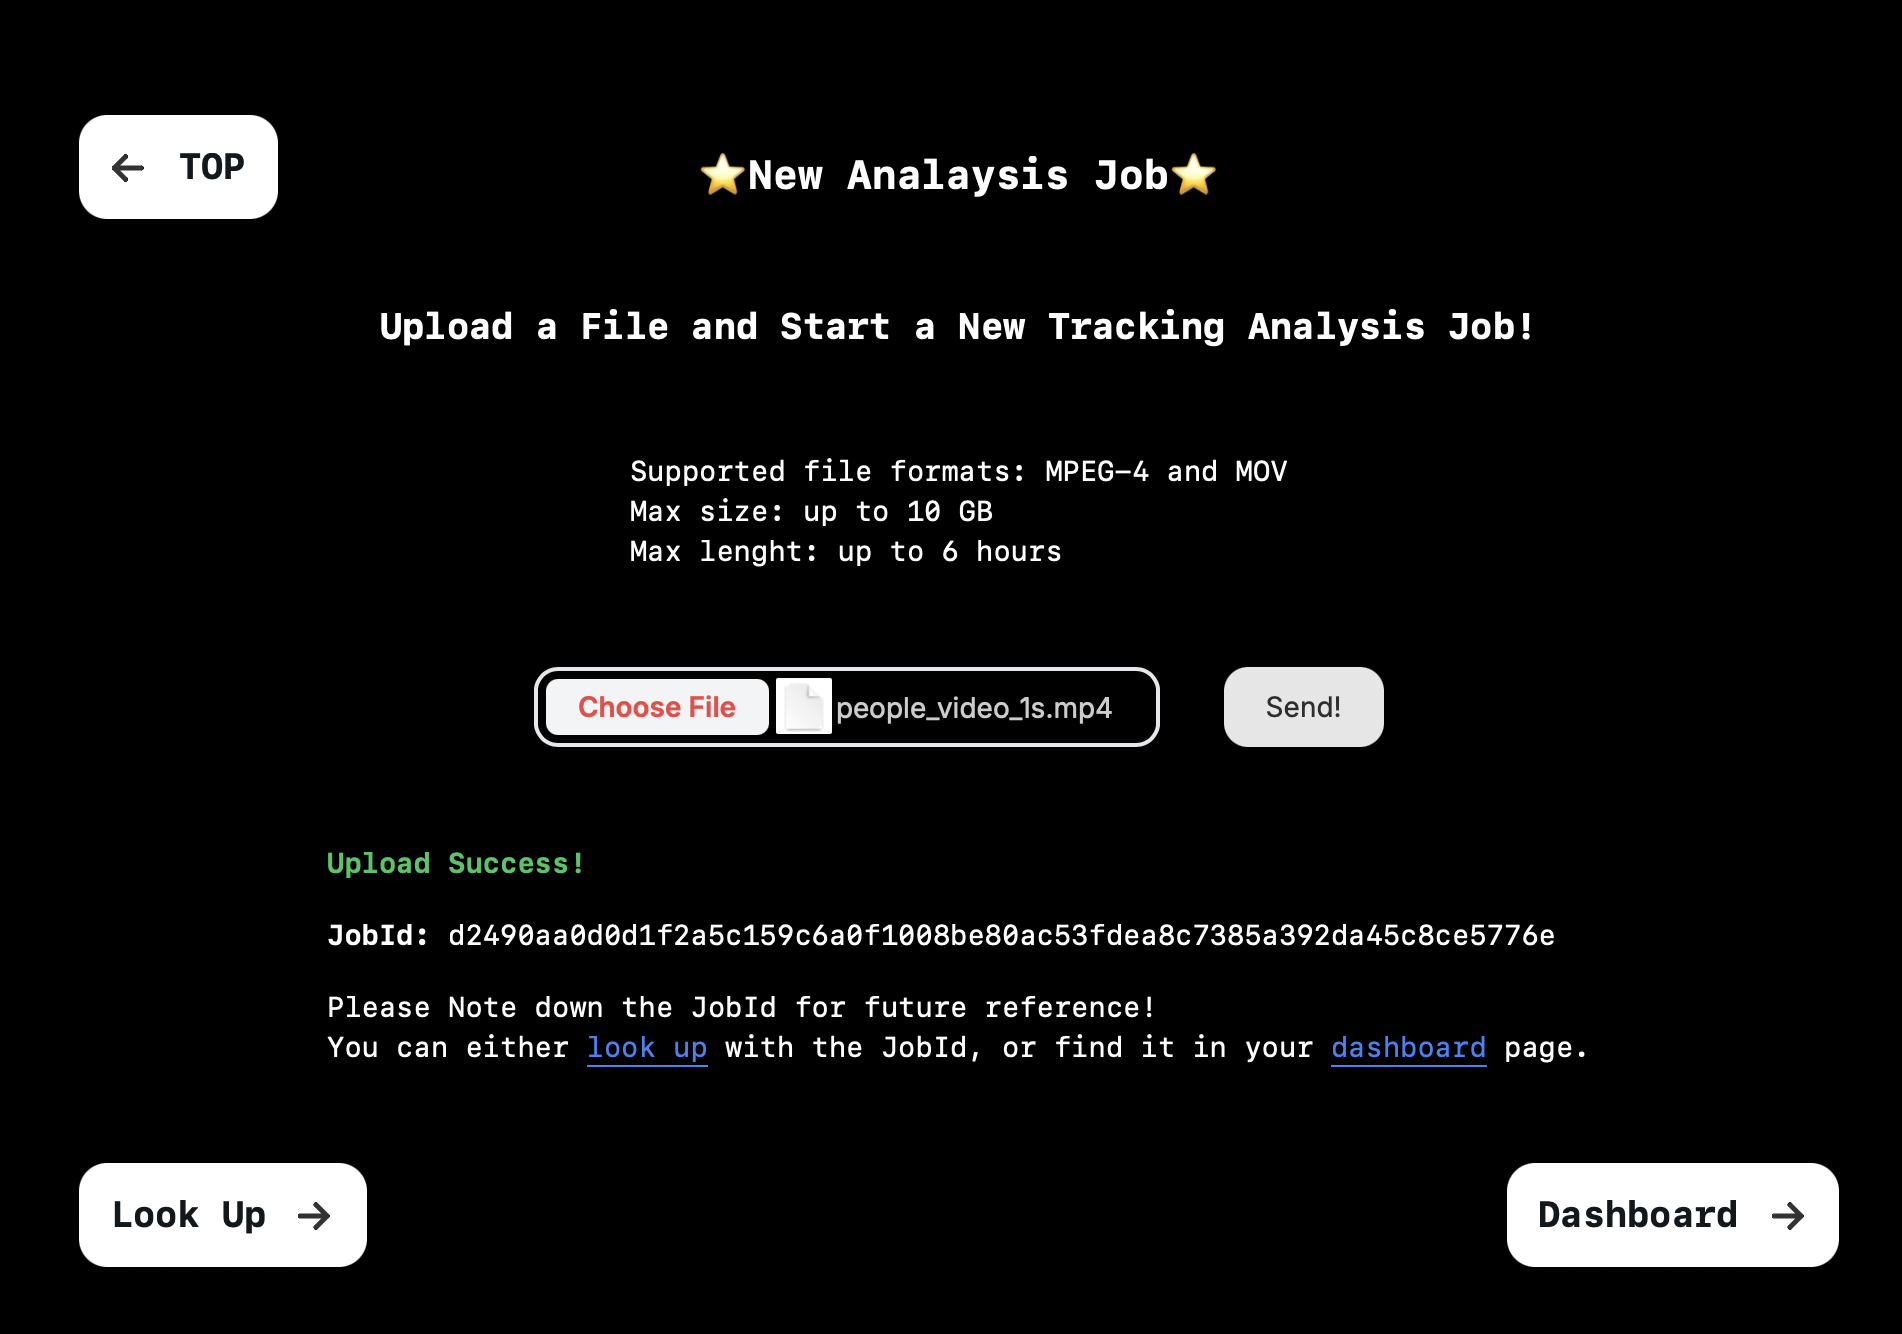 TOP
⭐New Analaysis Job⭐
Upload a File and Start a New Tracking Analysis Job!
Supported file formats: MPEG-4 and MOV
Max size: up to 10 GB
Max lenght: up to 6 hours
Choose File people_video_1s.mp4 Send!
Upload Success!
JobId: d2490aa0d0d1f2a5c159c6a0f1008be80ac53fdea8c7385a392da45c8ce5776e
Please Note down the JobId for future reference!
You can either look up with the JobId, or find it in your dashboard page.
Look Up
Dashboard